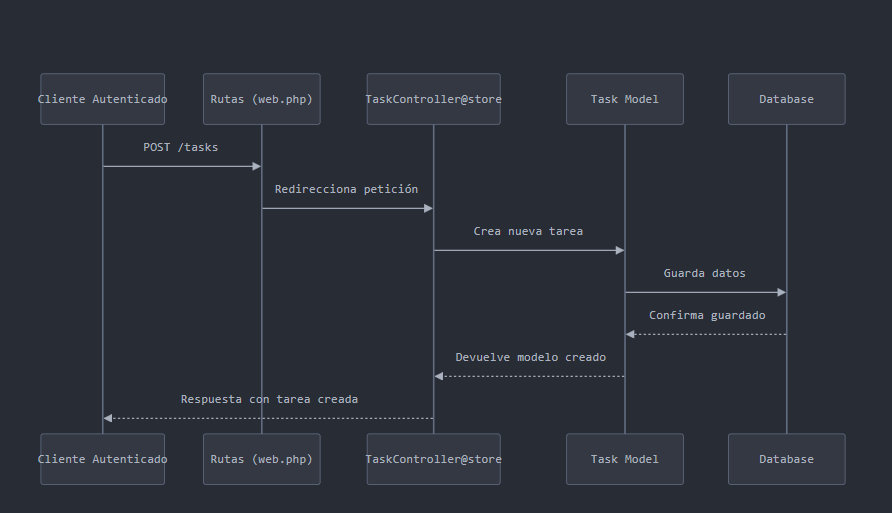 Cliente Autenticado
Rutas (web.php)
TaskController@store
Task Model
Database
POST /tasks
Redirecciona petición
Crea nueva tarea
Guarda datos
Confirma guardado
Devuelve modelo creado
Respuesta con tarea creada
Cliente Autenticado
Rutas (web.php)
TaskController@store
Task Model
Database